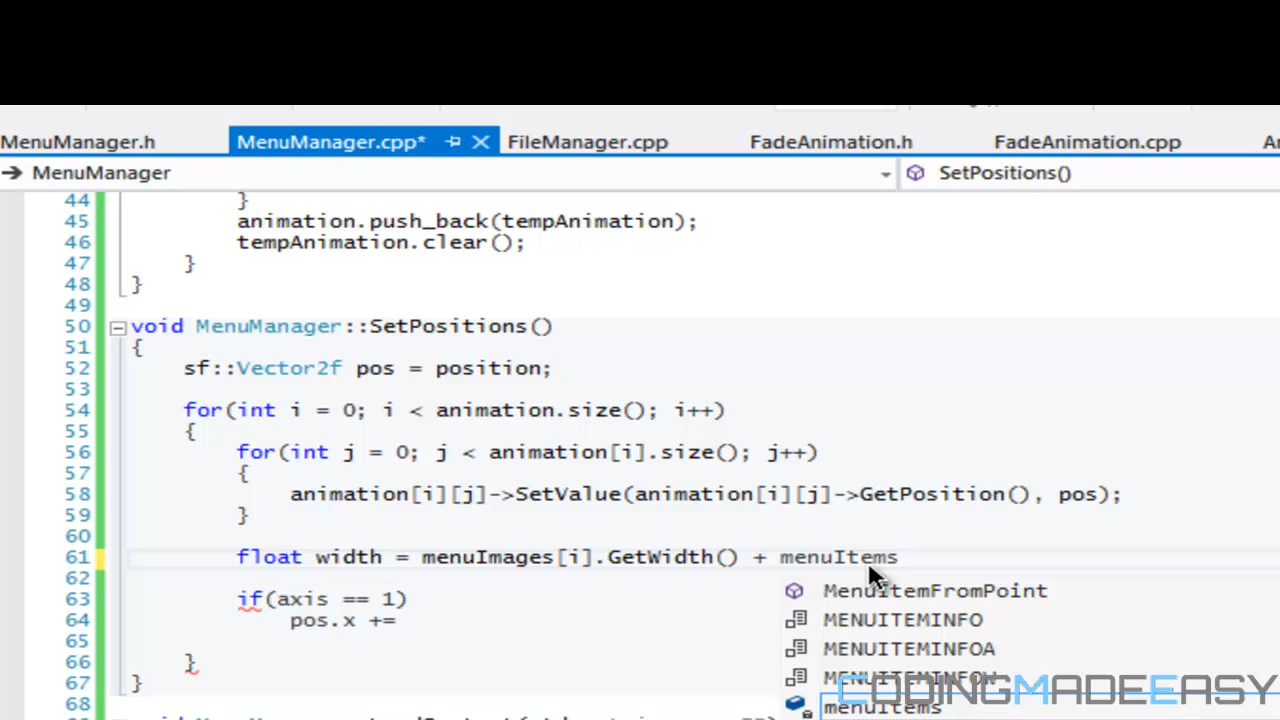 MenuManager.h MenuManager.cpp* FileManager.cpp FadeAnimation.h FadeAnimation.cpp
MenuManager SetPositions()
44 }
45 animation.push_back(tempAnimation);
46 tempAnimation.clear();
47 }
48 }
49
50 void MenuManager::SetPositions()
51 {
52 sf::Vector2f pos = position;
53
54 for(int i = 0; i < animation.size(); i++)
55 {
56 for(int j = 0; j < animation[i].size(); j++)
57 {
58 animation[i][j]->SetValue(animation[i][j]->GetPosition(), pos);
59 }
60
61 float width = menuImages[i].GetWidth() + menuItems
62
MenuItemFromPoint
63 if(axis == 1)
MENUITEMINFO
64 pos.x +=
65
MENUITEMINFOA
66 }
MENUITEMINFOW
67 }
CODINGMADEEASY
68
menuItems